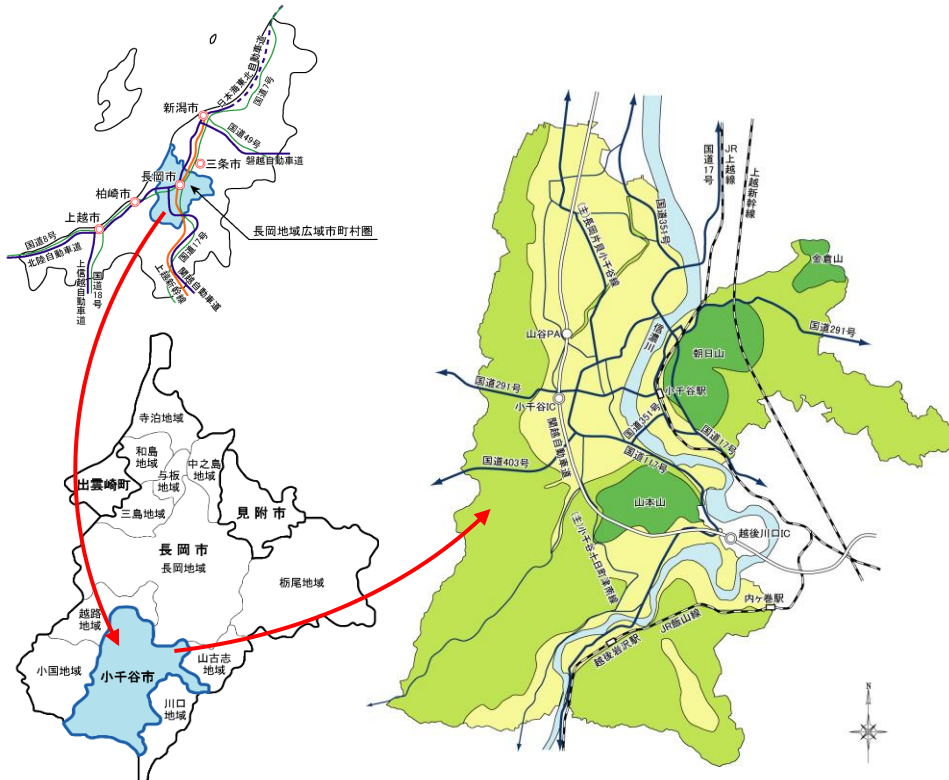 日本海東北自動車道
国道7号
新潟市
国道49号
磐越自動車道
三条市
長岡市
柏崎市
上越市
長岡地域広域市町村圏
国道8号
北陸自動車道
上信越自動車道
国道18号
国道17号
上越新幹線
関越自動車道
寺泊地域
和島
地域
中之島
地域
与板
地域
出雲崎町
見附市
三島地域
長岡市
長岡地域
栃尾地域
越路
地域
小国地域
小千谷市
山古志
地域
川口
地域
国道17号
JR上越線
上越新幹線
国道351号
(主)長岡片貝小千谷線
金倉山
国道291号
山谷PA
信濃川
朝日山
国道291号
小千谷駅
小千谷IC
国道351号
国道17号
関越自動車道
国道117号
国道403号
山本山
越後川口IC
(主)小千谷十日町津南線
内ヶ巻駅
JR飯山線
越後岩沢駅
N